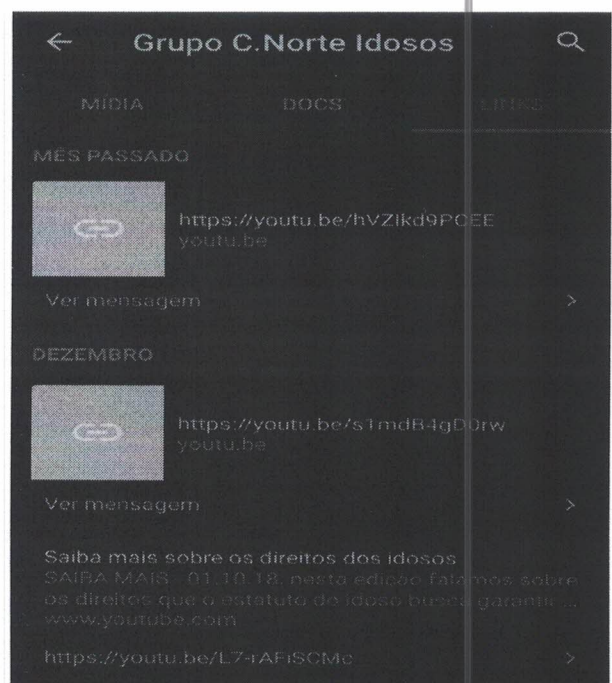 Grupo C.Norte Idosos
MÍDIA DOCS LINKS
MÊS PASSADO
https://youtu.be/hVZlkd9PCEE
youtu.be
Ver mensagem
DEZEMBRO
https://youtu.be/s1mdB4gD0rw
youtu.be
Ver mensagem
Saiba mais sobre os direitos dos idosos
SAIBA MAIS 01.10.18: nesta edição falamos sobre
os direitos que o estatuto do idoso busca garantir ...
www.youtube.com
https://youtu.be/L7-rAFiSCMc